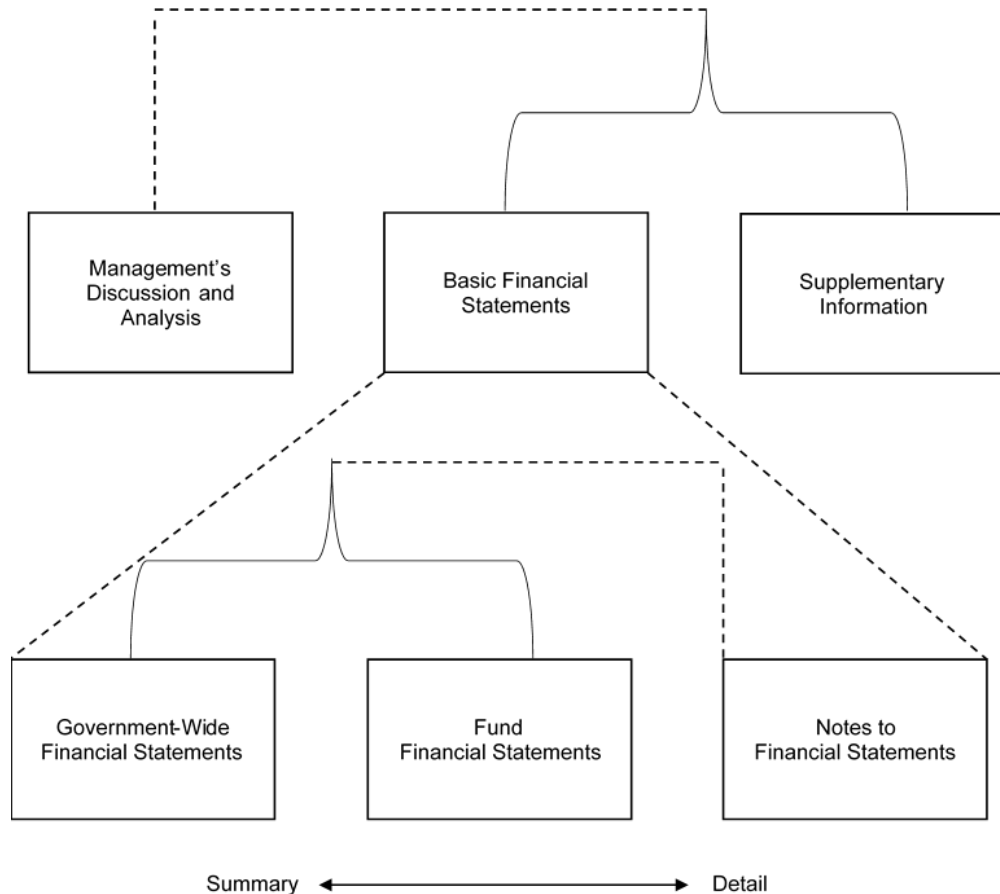 Management’s
Discussion and
Analysis
Basic Financial
Statements
Supplementary
Information
Government-Wide
Financial Statements
Fund
Financial Statements
Notes to
Financial Statements
Summary
Detail